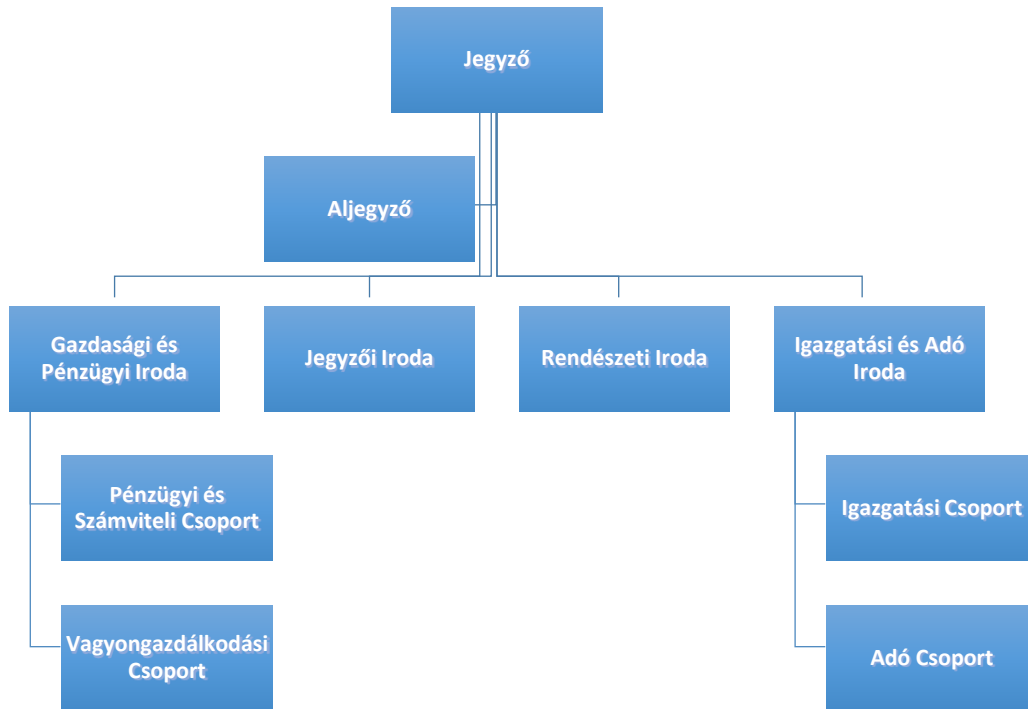 Jegyző
Aljegyző
Gazdasági és
Pénzügyi Iroda
Jegyzői Iroda
Rendészeti Iroda
Igazgatási és Adó
Iroda
Pénzügyi és
Számviteli Csoport
Igazgatási Csoport
Vagyongazdálkodási
Csoport
Adó Csoport